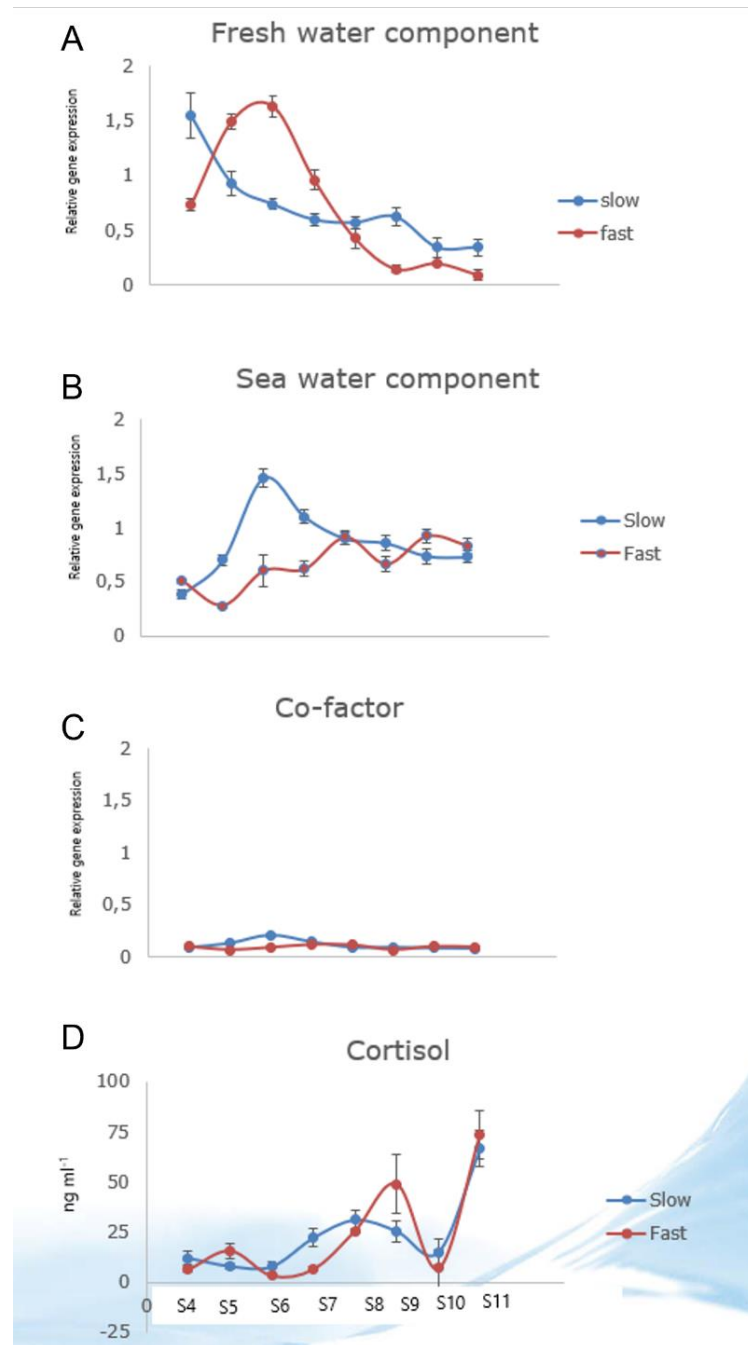 A
Fresh water component
2
1,5
1
0,5
0
Relative gene expression
slow
fast
B
Sea water component
2
1,5
1
0,5
0
Relative gene expression
Slow
Fast
C
Co-factor
2
1,5
1
0,5
0
Relative gene expression
D
Cortisol
100
75
50
25
0
-25
ng ml⁻¹
Slow
Fast
0 S4 S5 S6 S7 S8 S9 S10 S11